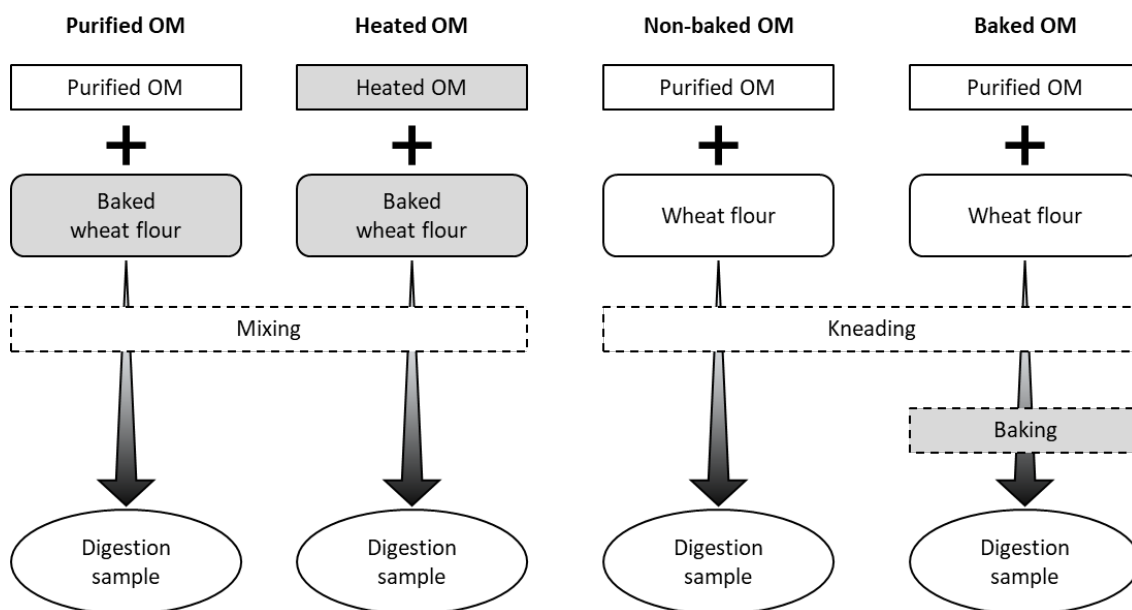 Purified OM
Heated OM
Non-baked OM
Baked OM
Purified OM
Heated OM
Purified OM
Purified OM
Baked
wheat flour
Baked
wheat flour
Wheat flour
Wheat flour
Mixing
Kneading
Baking
Digestion
sample
Digestion
sample
Digestion
sample
Digestion
sample